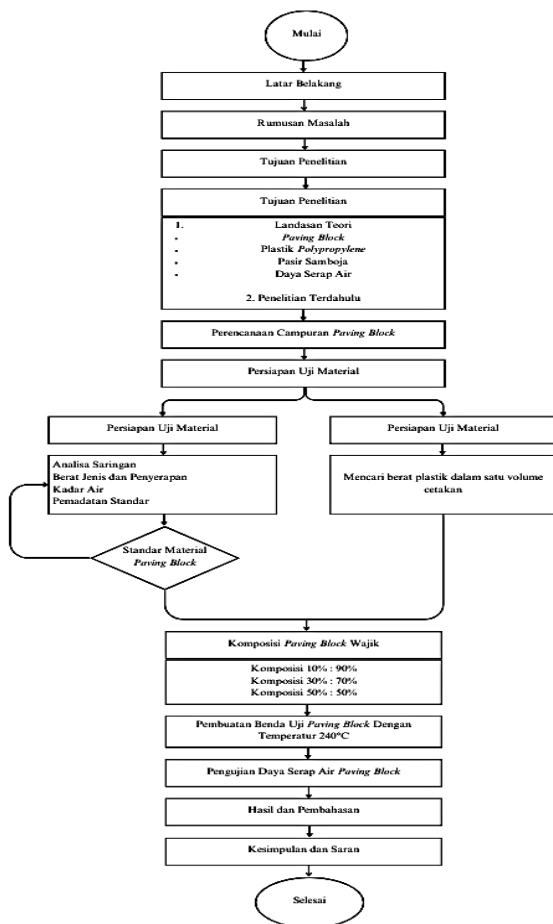 Mulai
Latar Belakang
Rumusan Masalah
Tujuan Penelitian
Tujuan Penelitian
1. Landasan Teori
- Paving Block
- Plastik Polypropylene
- Pasir Samboja
- Daya Serap Air
2. Penelitian Terdahulu
Perencanaan Campuran Paving Block
Persiapan Uji Material
Persiapan Uji Material
Analisa Saringan
Berat Jenis dan Penyerapan
Kadar Air
Pemadatan Standar
Standar Material
Paving Block
Persiapan Uji Material
Mencari berat plastik dalam satu volume
cetakan
Komposisi Paving Block Wajik
Komposisi 10% : 90%
Komposisi 30% : 70%
Komposisi 50% : 50%
Pembuatan Benda Uji Paving Block Dengan
Temperatur 240°C
Pengujian Daya Serap Air Paving Block
Hasil dan Pembahasan
Kesimpulan dan Saran
Selesai